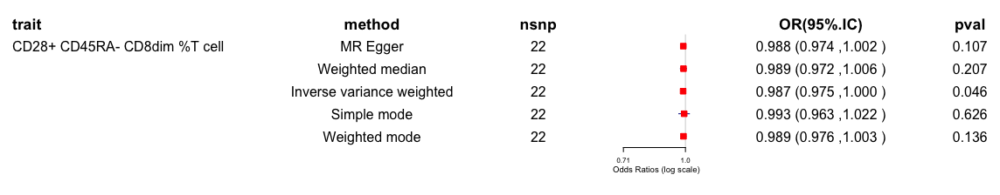 trait method nsnp OR(95%.IC) pval
CD28+ CD45RA- CD8dim %T cell MR Egger 22 0.988 (0.974 ,1.002 ) 0.107
Weighted median 22 0.989 (0.972 ,1.006 ) 0.207
Inverse variance weighted 22 0.987 (0.975 ,1.000 ) 0.046
Simple mode 22 0.993 (0.963 ,1.022 ) 0.626
Weighted mode 22 0.989 (0.976 ,1.003 ) 0.136
0.71 1.0
Odds Ratios (log scale)